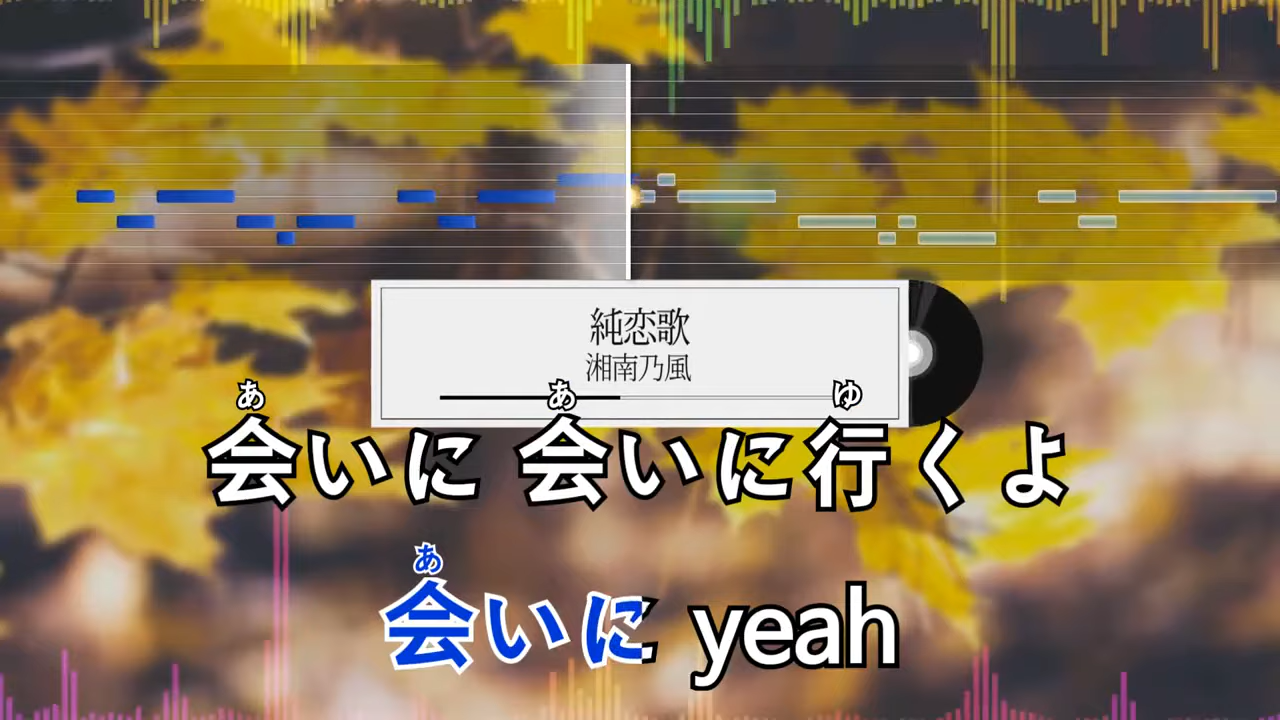 純恋歌
湘南乃風
あ あ ゆ
会いに 会いに行くよ
あ
会いに yeah